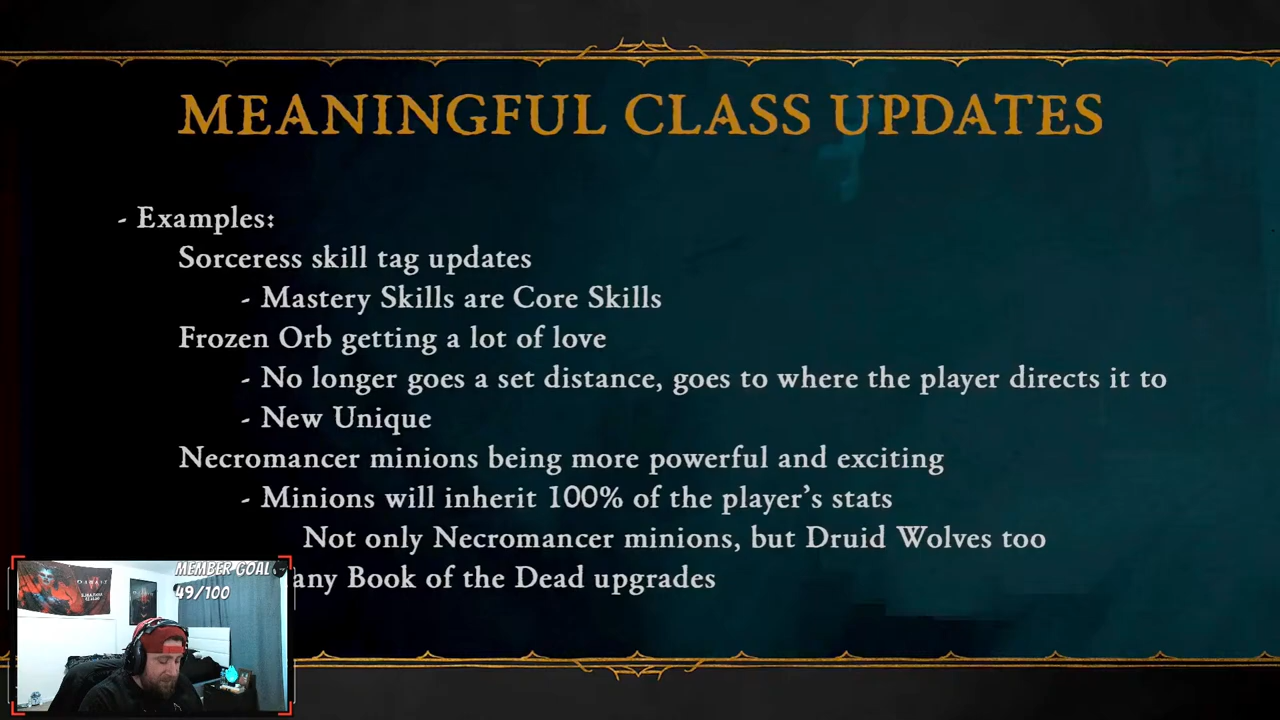 MEANINGFUL CLASS UPDATES
- Examples:
Sorceress skill tag updates
- Mastery Skills are Core Skills
Frozen Orb getting a lot of love
- No longer goes a set distance, goes to where the player directs it to
- New Unique
Necromancer minions being more powerful and exciting
- Minions will inherit 100% of the player's stats
Not only Necromancer minions, but Druid Wolves too
any Book of the Dead upgrades
MEMBER GOAL
49/100